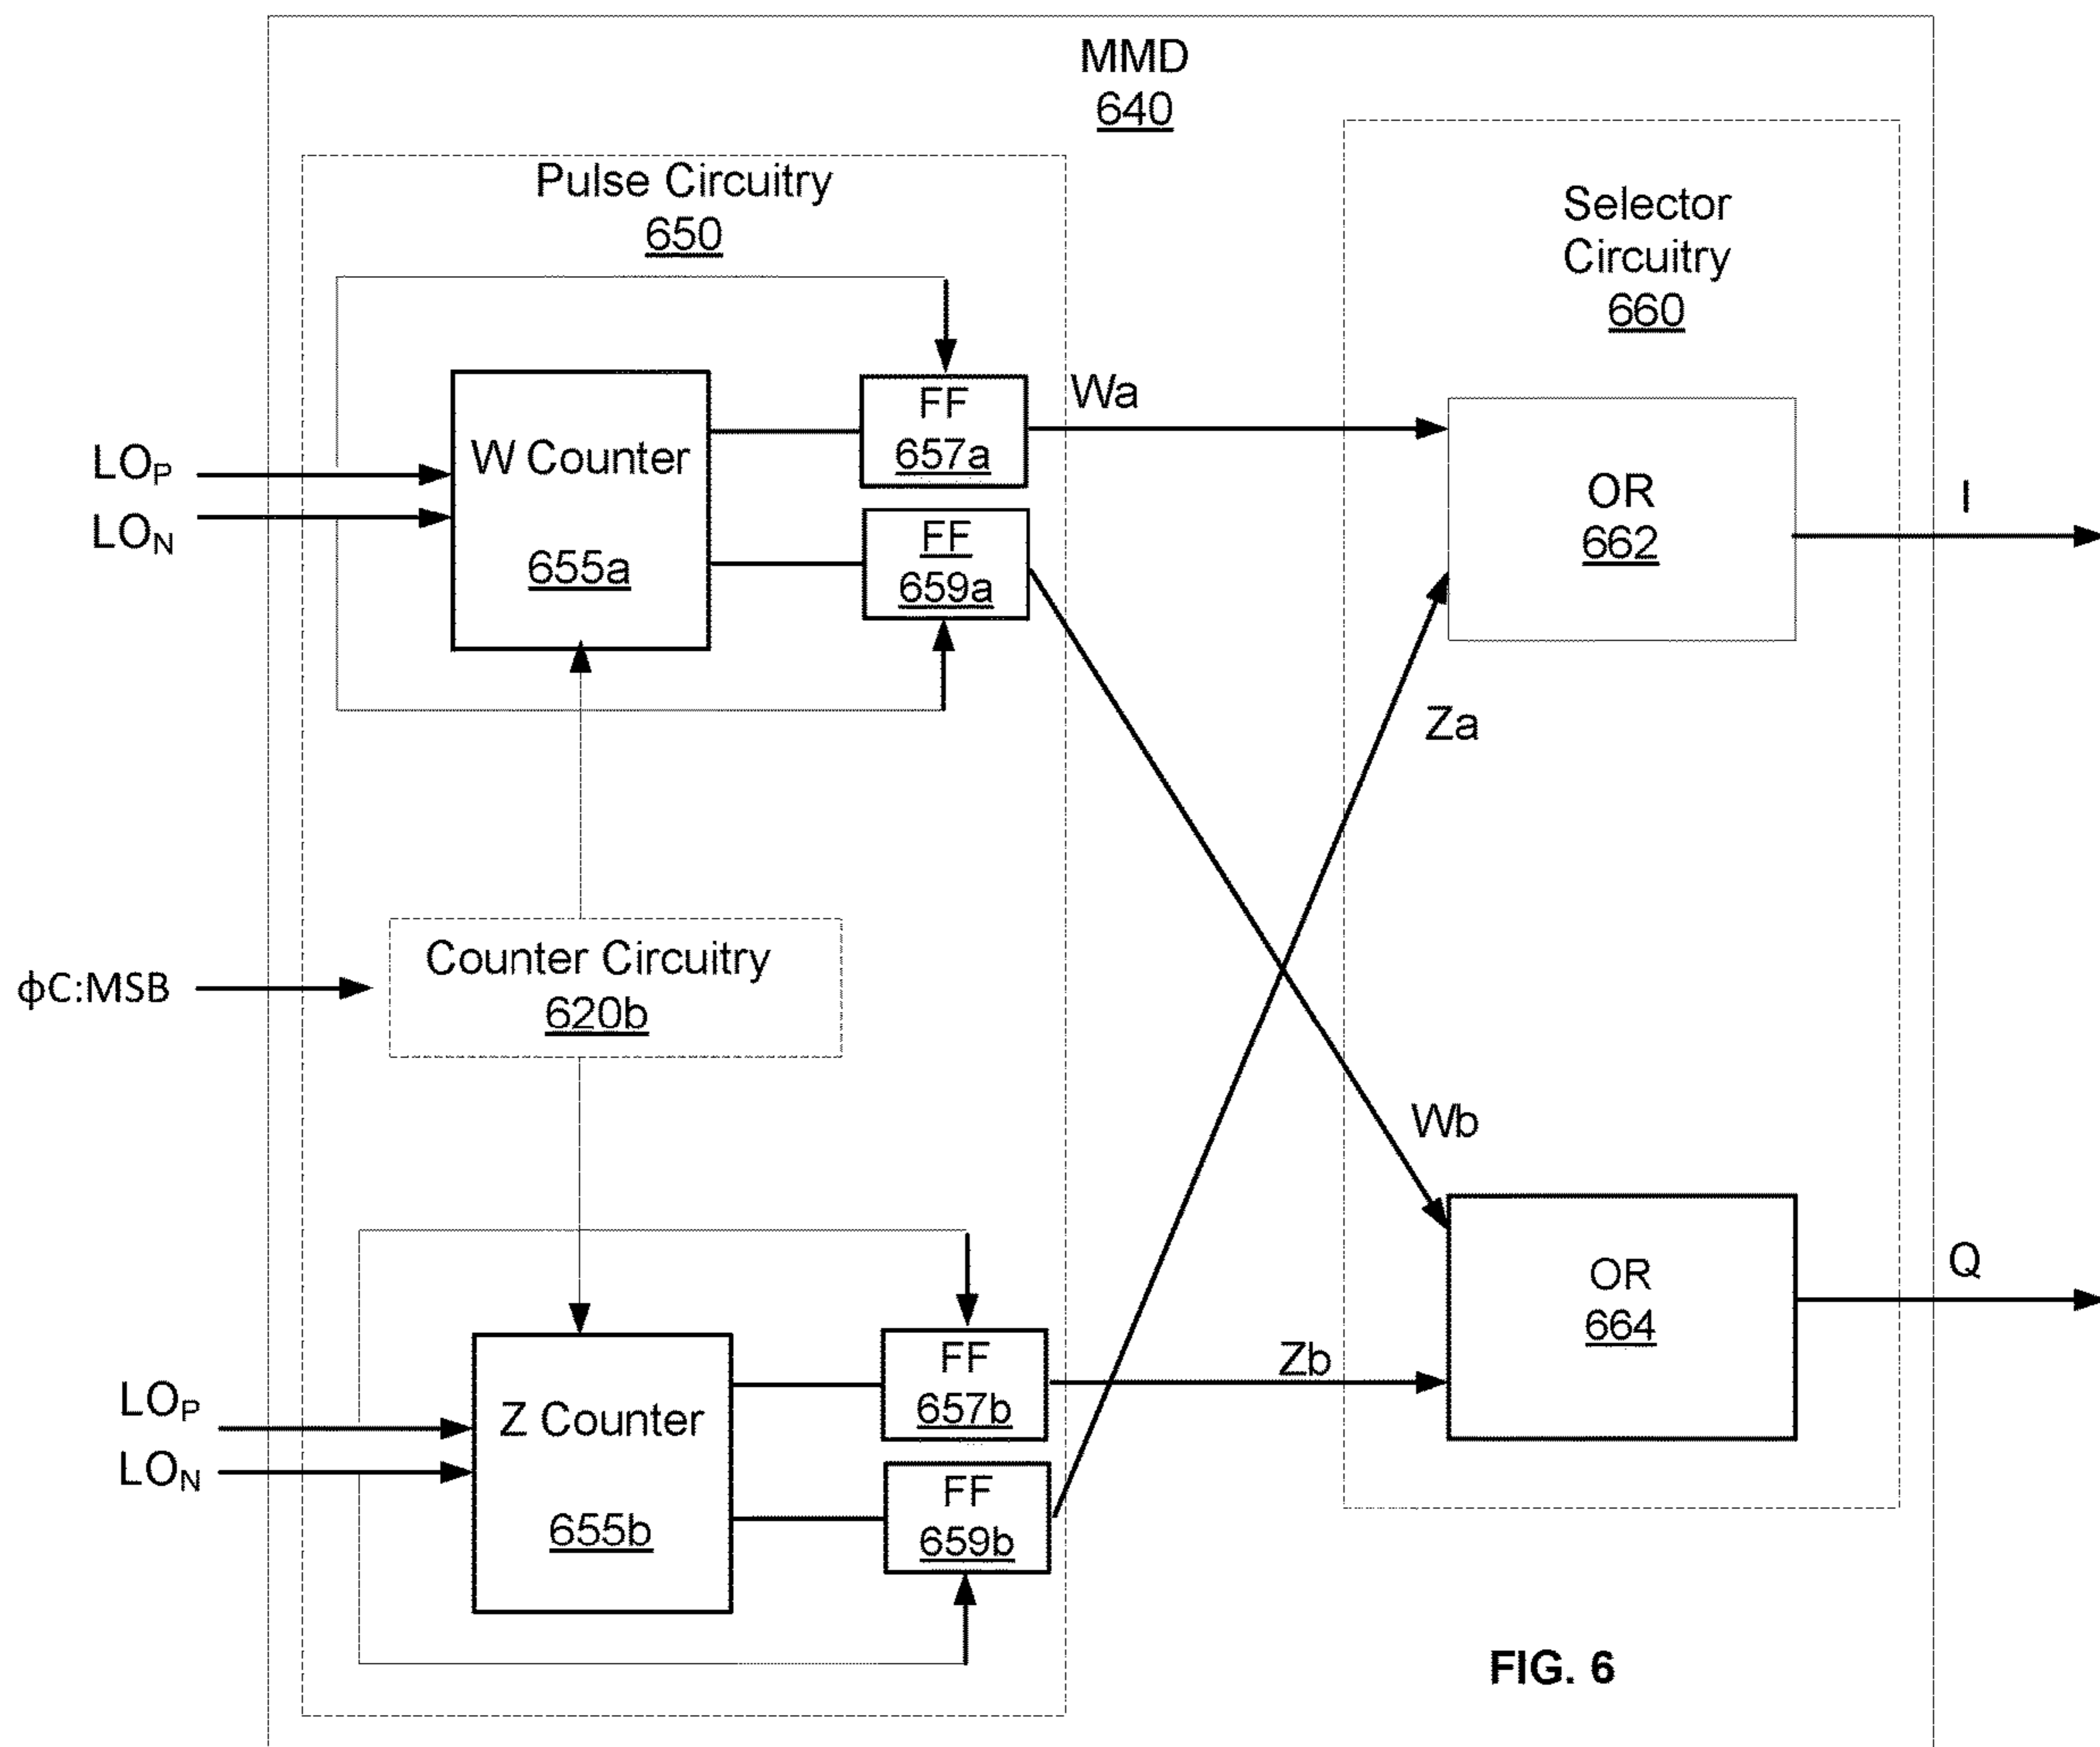 MMD
640
Pulse Circuitry
650
Selector
Circuitry
660
FF
657a
Wa
W Counter
655a
LOP
LON
FF
659a
OR
662
I
Za
Counter Circuitry
620b
ϕC:MSB
Wb
OR
664
Q
FF
657b
Zb
Z Counter
655b
LOP
LON
FF
659b
FIG. 6